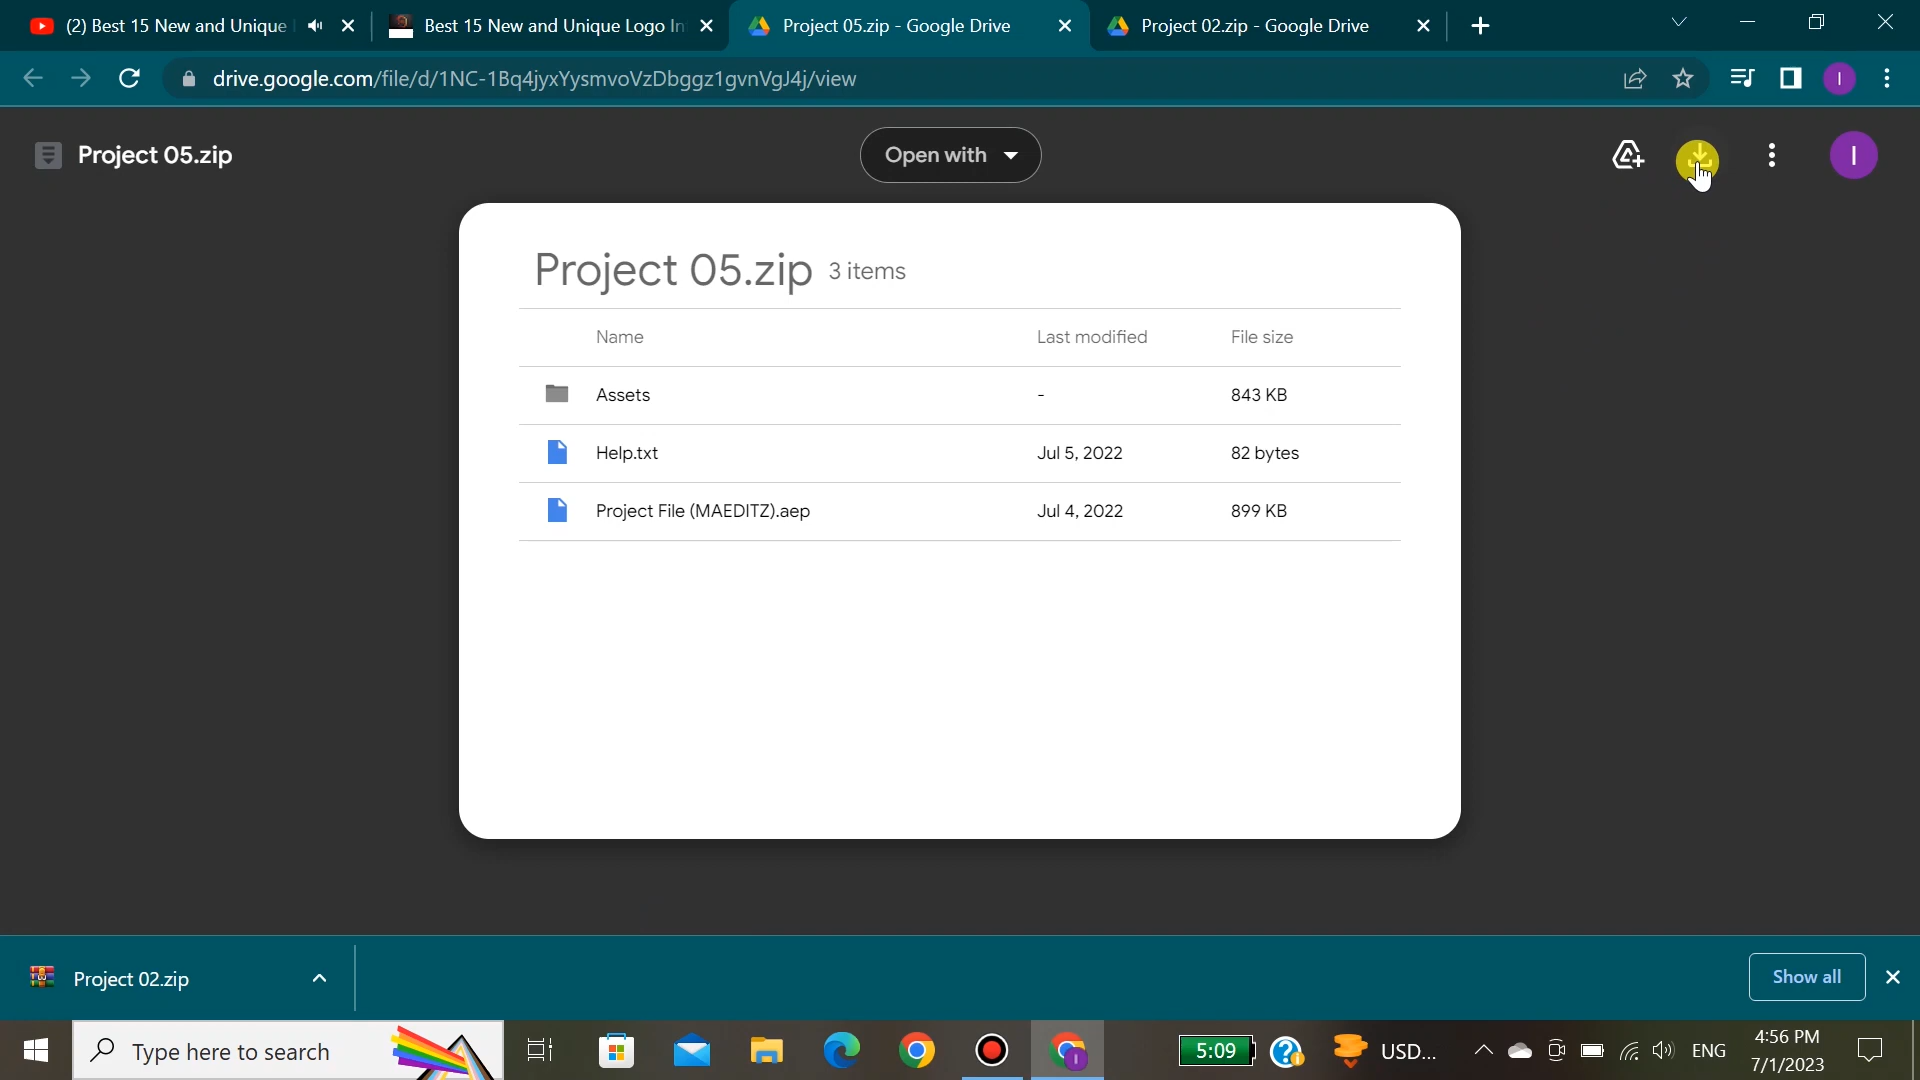 (2) Best 15 New and Unique
Best 15 New and Unique Logo In
Project 05.zip - Google Drive
Project 02.zip - Google Drive
drive.google.com/file/d/1NC-1Bq4jyxYysmvoVzDbggz1gvnVgJ4j/view
I
Project 05.zip
Open with
I
Project 05.zip 3 items
Name Last modified File size
Assets - 843 KB
Help.txt Jul 5, 2022 82 bytes
Project File (MAEDITZ).aep Jul 4, 2022 899 KB
Project 02.zip
Show all
Type here to search
5:09
USD...
ENG
4:56 PM
7/1/2023